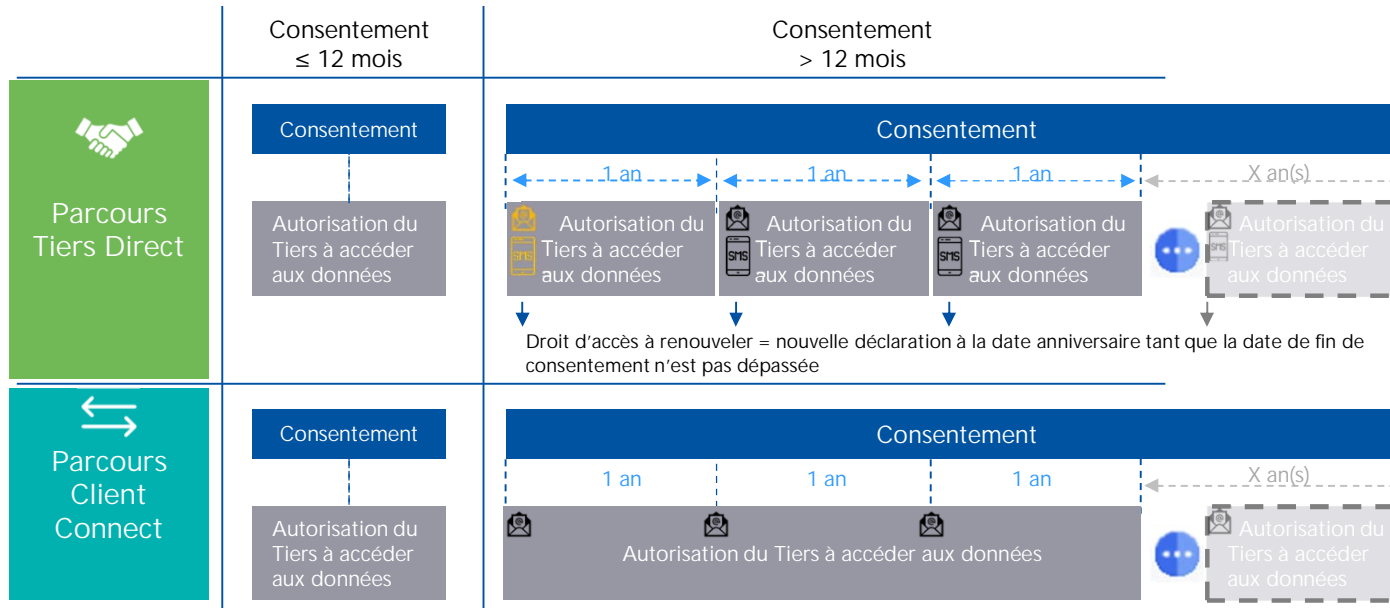 Consentement
≤ 12 mois
Consentement
> 12 mois
Parcours
Tiers Direct
Consentement
Autorisation du
Tiers à accéder
aux données
Consentement
1 an
1 an
1 an
X an(s)
@
SMS
Autorisation du
Tiers à accéder
aux données
@
SMS
Autorisation du
Tiers à accéder
aux données
@
SMS
Autorisation du
Tiers à accéder
aux données
@
SMS
Autorisation du
Tiers à accéder
aux données
Droit d'accès à renouveler = nouvelle déclaration à la date anniversaire tant que la date de fin de
consentement n'est pas dépassée
Parcours
Client
Connect
Consentement
Autorisation du
Tiers à accéder
aux données
Consentement
1 an
1 an
1 an
X an(s)
@
@
@
Autorisation du Tiers à accéder aux données
@
Autorisation du
Tiers à accéder
aux données